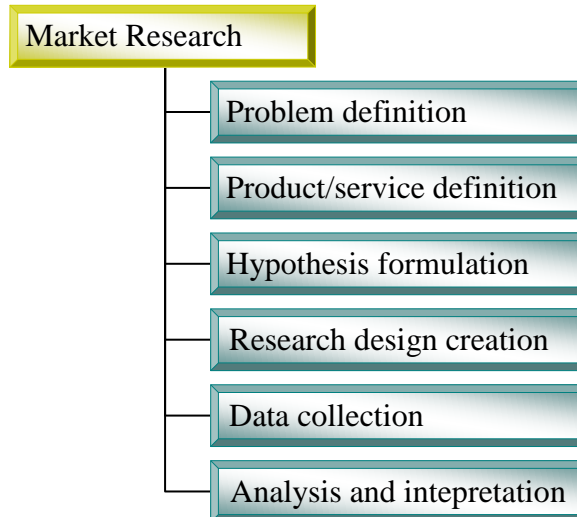 Market Research
Problem definition
Product/service definition
Hypothesis formulation
Research design creation
Data collection
Analysis and intepretation